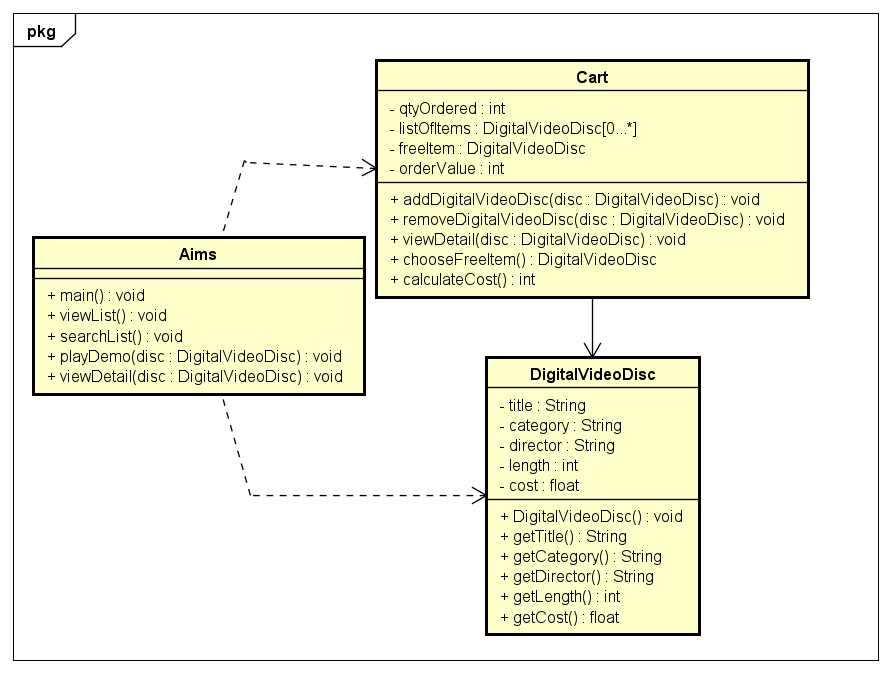 pkg
Cart
- qtyOrdered : int
- listOfItems : DigitalVideoDisc[0...*]
- freeItem : DigitalVideoDisc
- orderValue : int
+ addDigitalVideoDisc(disc : DigitalVideoDisc) : void
+ removeDigitalVideoDisc(disc : DigitalVideoDisc) : void
+ viewDetail(disc : DigitalVideoDisc) : void
+ chooseFreeItem() : DigitalVideoDisc
+ calculateCost() : int
Aims
+ main() : void
+ viewList() : void
+ searchList() : void
+ playDemo(disc : DigitalVideoDisc) : void
+ viewDetail(disc : DigitalVideoDisc) : void
DigitalVideoDisc
- title : String
- category : String
- director : String
- length : int
- cost : float
+ DigitalVideoDisc() : void
+ getTitle() : String
+ getCategory() : String
+ getDirector() : String
+ getLength() : int
+ getCost() : float